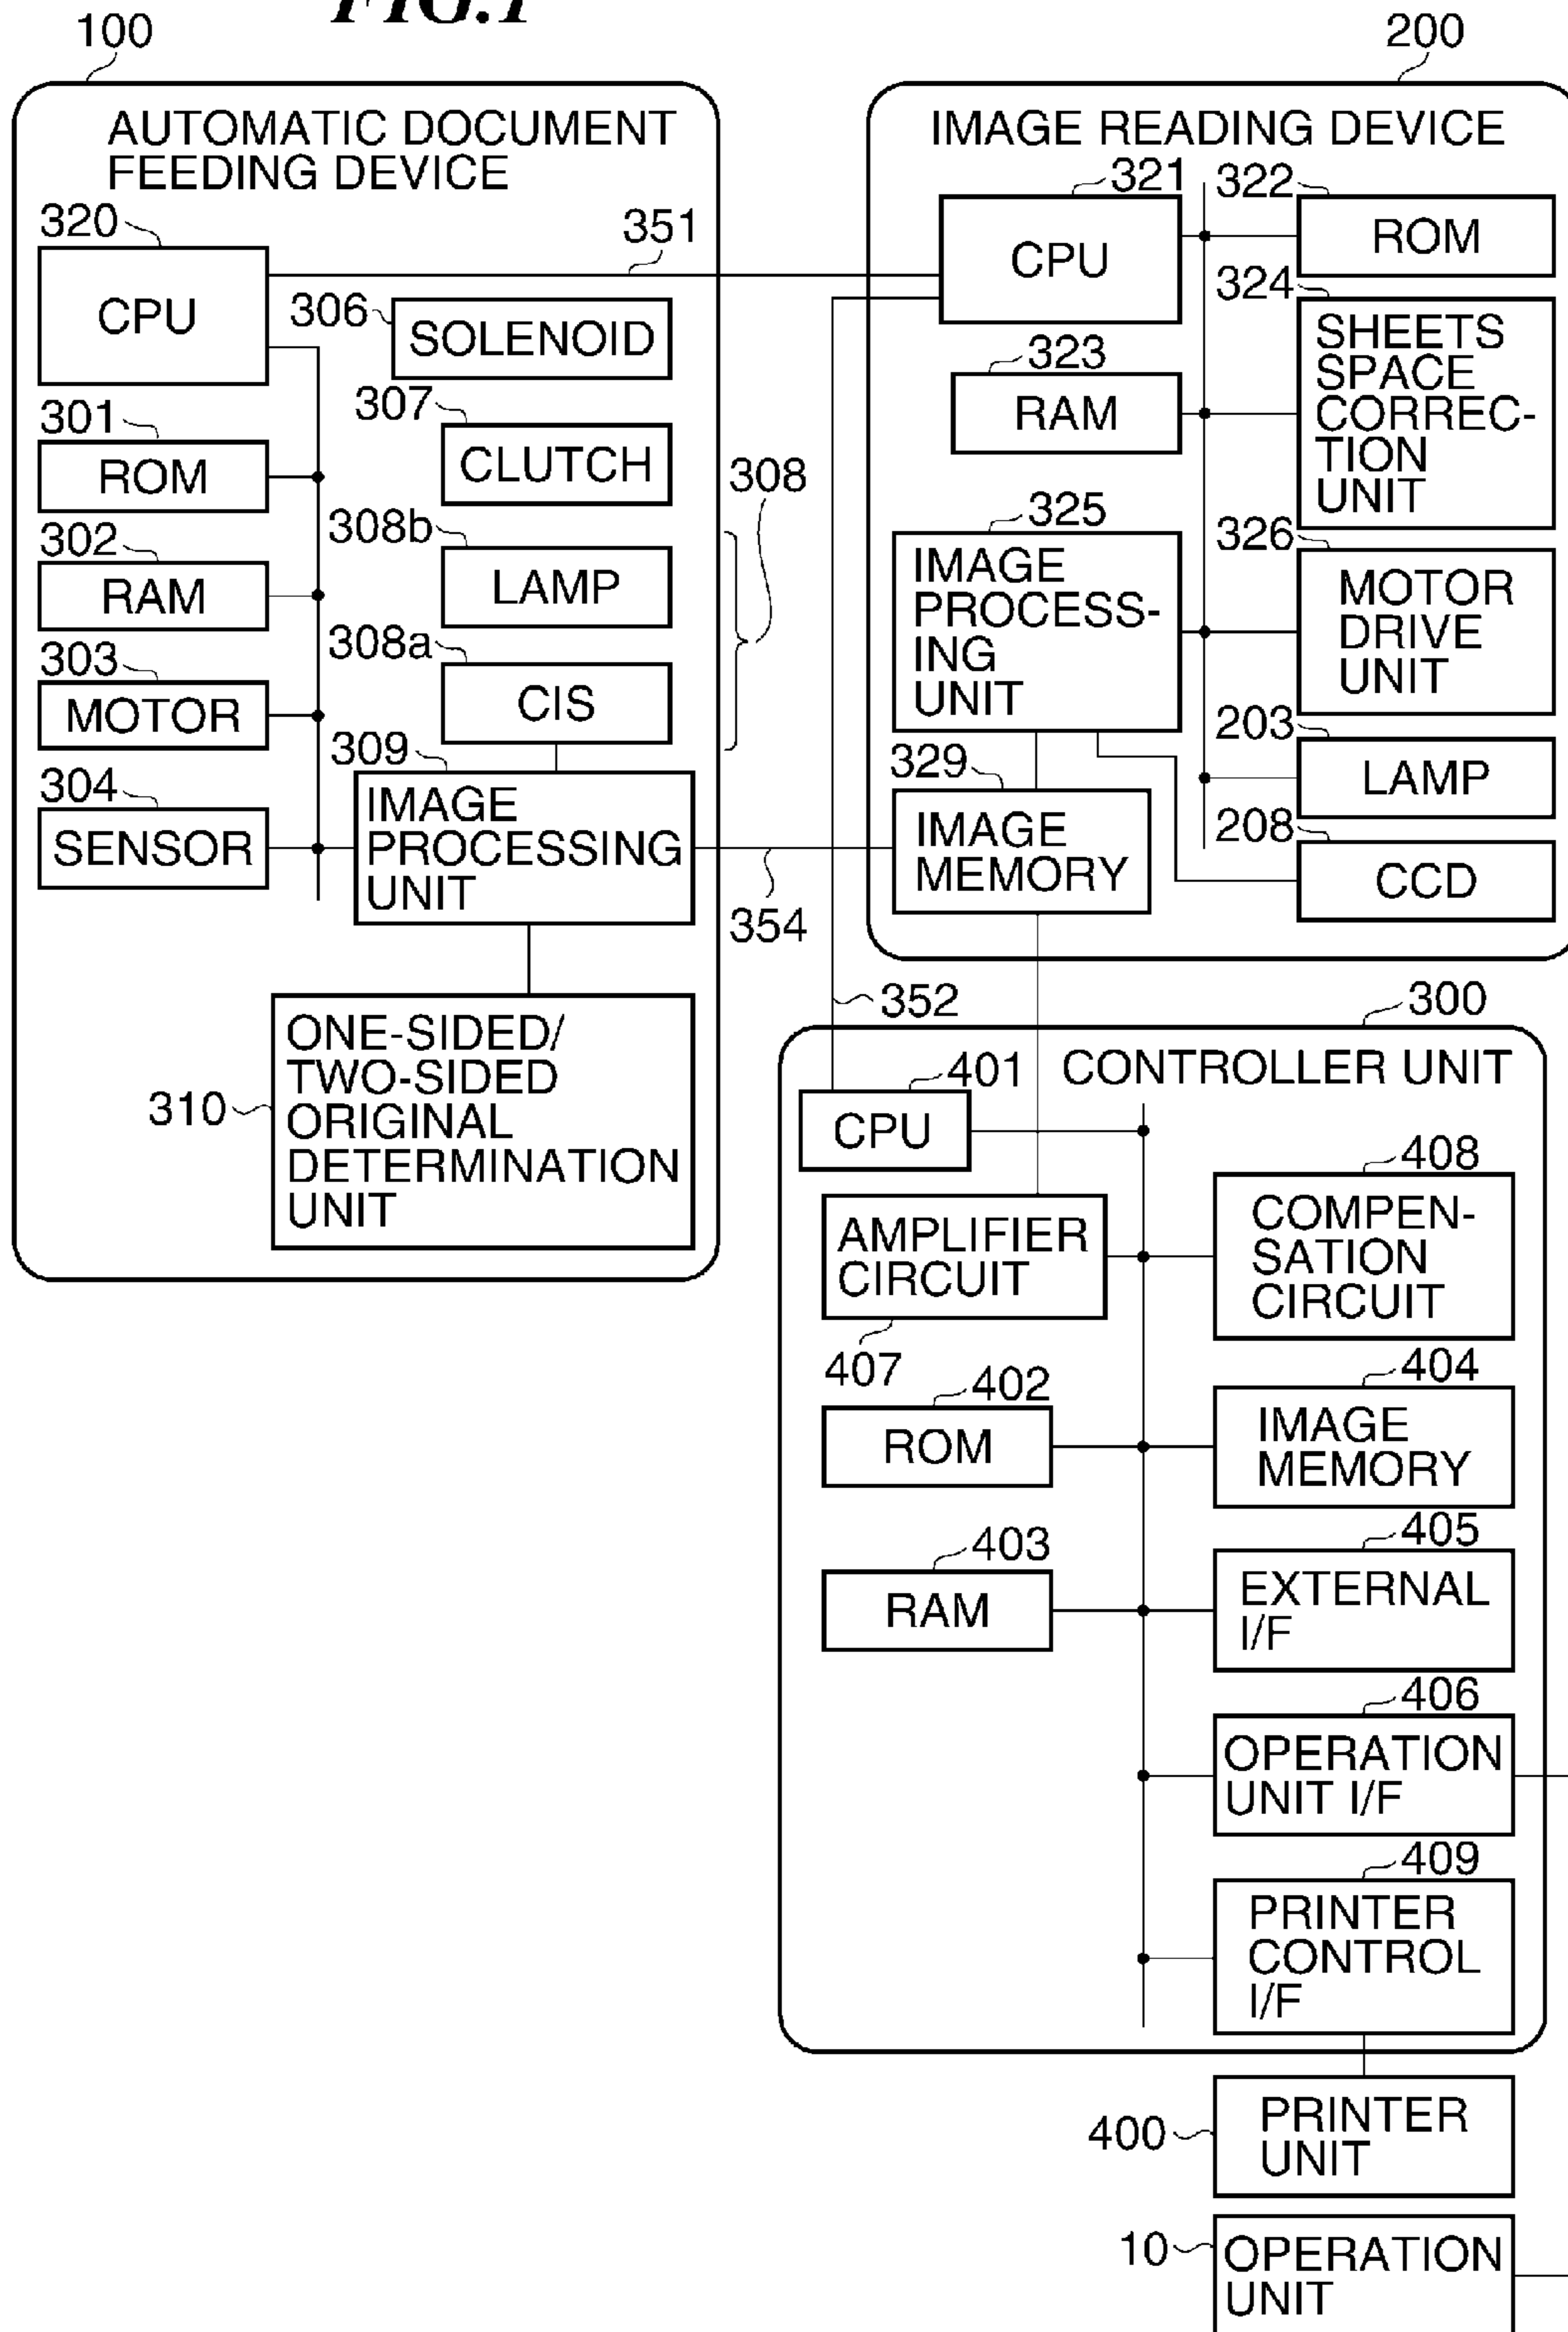 FIG.1
100
AUTOMATIC DOCUMENT
FEEDING DEVICE
320
CPU
351
306
SOLENOID
301
ROM
307
CLUTCH
308
302
RAM
308b
LAMP
303
MOTOR
308a
CIS
304
SENSOR
309
IMAGE
PROCESSING
UNIT
354
310
ONE-SIDED/
TWO-SIDED
ORIGINAL
DETERMINATION
UNIT
200
IMAGE READING DEVICE
321
CPU
322
ROM
323
RAM
324
SHEETS
SPACE
CORREC-
TION
UNIT
325
IMAGE
PROCESS-
ING
UNIT
326
MOTOR
DRIVE
UNIT
203
LAMP
329
IMAGE
MEMORY
208
CCD
352
300
CONTROLLER UNIT
401
CPU
408
COMPEN-
SATION
CIRCUIT
AMPLIFIER
CIRCUIT
407
402
ROM
404
IMAGE
MEMORY
403
RAM
405
EXTERNAL
I/F
406
OPERATION
UNIT I/F
409
PRINTER
CONTROL
I/F
400
PRINTER
UNIT
10
OPERATION
UNIT